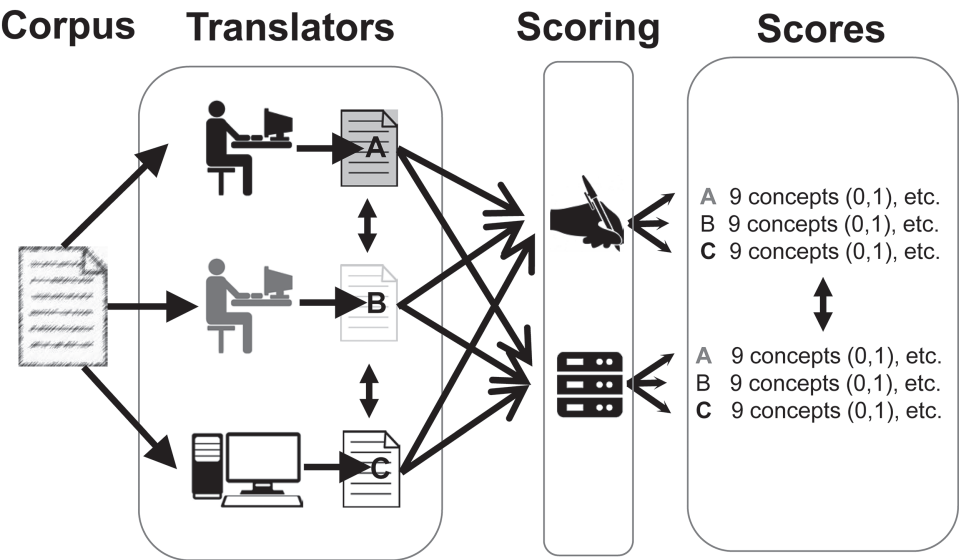 Corpus
Translators
Scoring
Scores
A
B
C
A 9 concepts (0,1), etc.
B 9 concepts (0,1), etc.
C 9 concepts (0,1), etc.
A 9 concepts (0,1), etc.
B 9 concepts (0,1), etc.
C 9 concepts (0,1), etc.